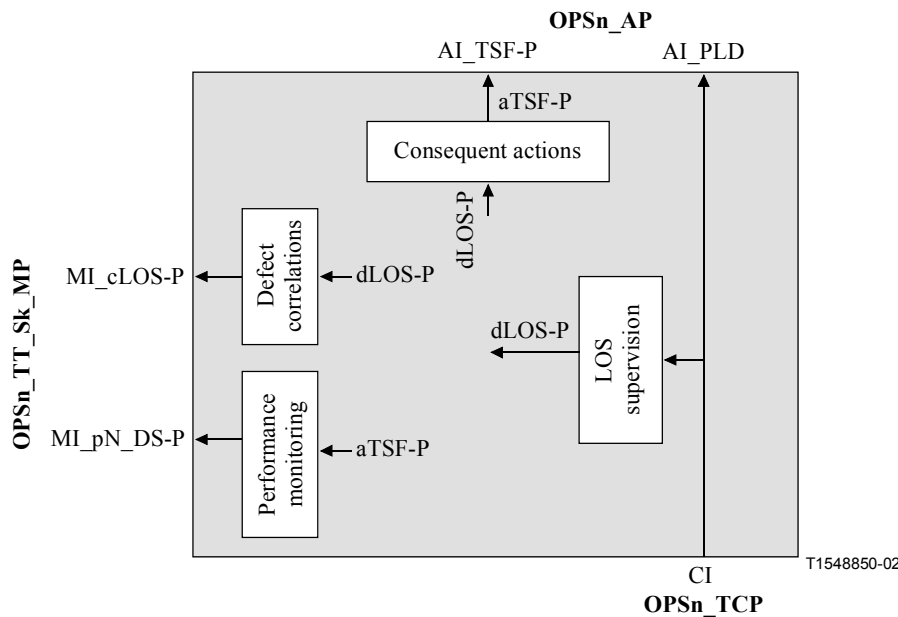 OPSn_AP
AI_TSF-P
AI_PLD
aTSF-P
Consequent actions
dLOS-P
OPSn_TT_Sk_MP
MI_cLOS-P
Defect
correlations
dLOS-P
dLOS-P
LOS
supervision
MI_pN_DS-P
Performance
monitoring
aTSF-P
T1548850-02
CI
OPSn_TCP